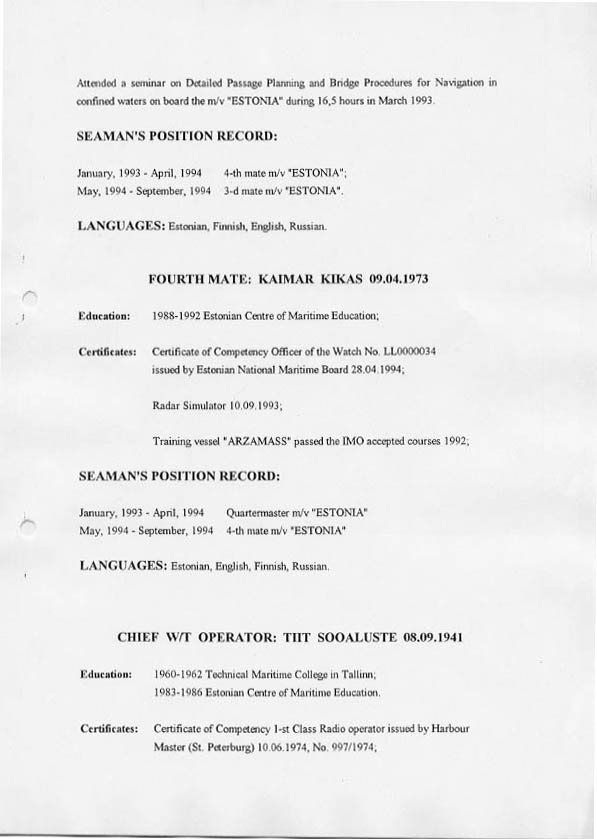 Attended a seminar on Detailed Passage Planning and Bridge Procedures for Navigation in
confined waters on board the m/v "ESTONIA" during 16,5 hours in March 1993.
SEAMAN'S POSITION RECORD:
January, 1993 - April, 1994 4-th mate m/v "ESTONIA";
May, 1994 - September, 1994 3-d mate m/v "ESTONIA".
LANGUAGES: Estonian, Finnish, English, Russian.
FOURTH MATE: KAIMAR KIKAS 09.04.1973
Education: 1988-1992 Estonian Centre of Maritime Education;
Certificates: Certificate of Competency Officer of the Watch No. LL0000034
issued by Estonian National Maritime Board 28.04.1994;
Radar Simulator 10.09.1993;
Training vessel "ARZAMASS" passed the IMO accepted courses 1992;
SEAMAN'S POSITION RECORD:
January, 1993 - April, 1994 Quartermaster m/v "ESTONIA"
May, 1994 - September, 1994 4-th mate m/v "ESTONIA"
LANGUAGES: Estonian, English, Finnish, Russian.
CHIEF W/T OPERATOR: TIIT SOOALUSTE 08.09.1941
Education: 1960-1962 Technical Maritime College in Tallinn;
1983-1986 Estonian Centre of Maritime Education.
Certificates: Certificate of Competency 1-st Class Radio operator issued by Harbour
Master (St. Peterburg) 10.06.1974, No. 997/1974;